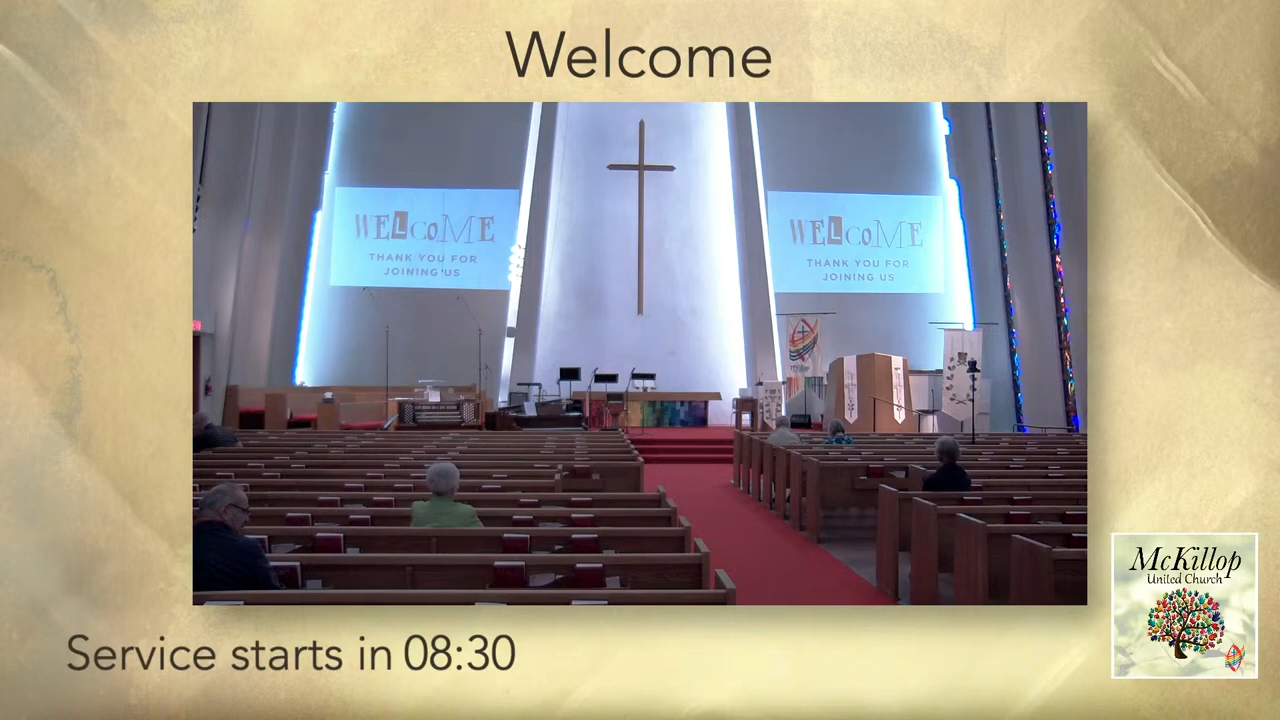 Welcome
WELCOME
THANK YOU FOR
JOINING US
WELCOME
THANK YOU FOR
JOINING US
Service starts in 08:30
McKillop
United Church